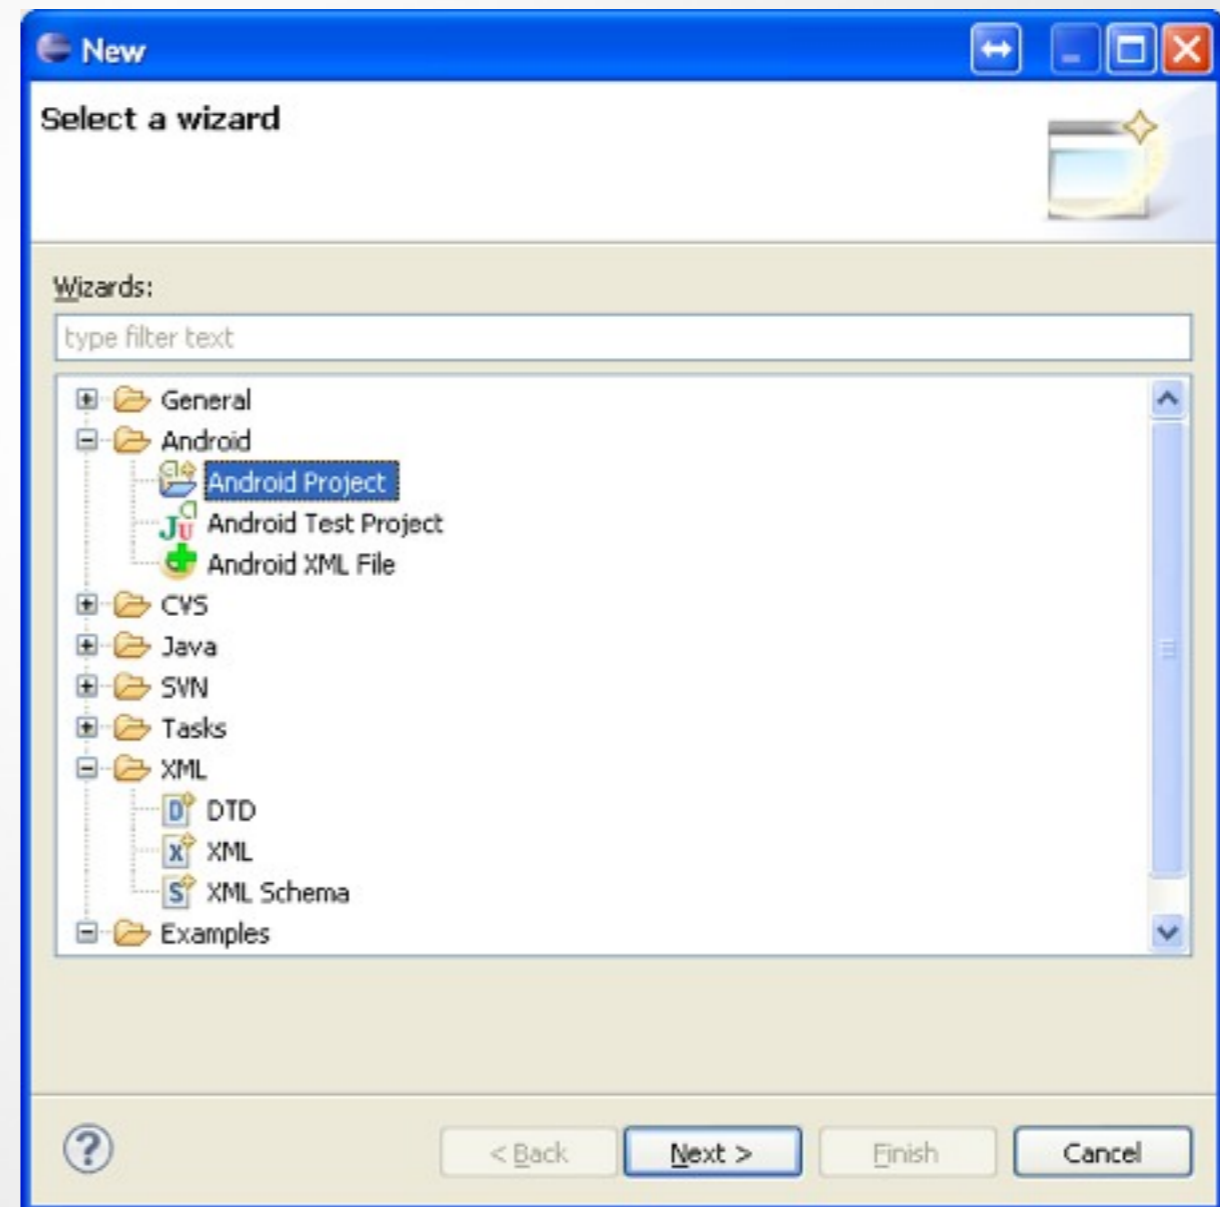 New
Select a wizard
Wizards:
type filter text
General
Android
Android Project
Android Test Project
Android XML File
CVS
Java
SVN
Tasks
XML
DTD
XML
XML Schema
Examples
< Back Next > Finish Cancel